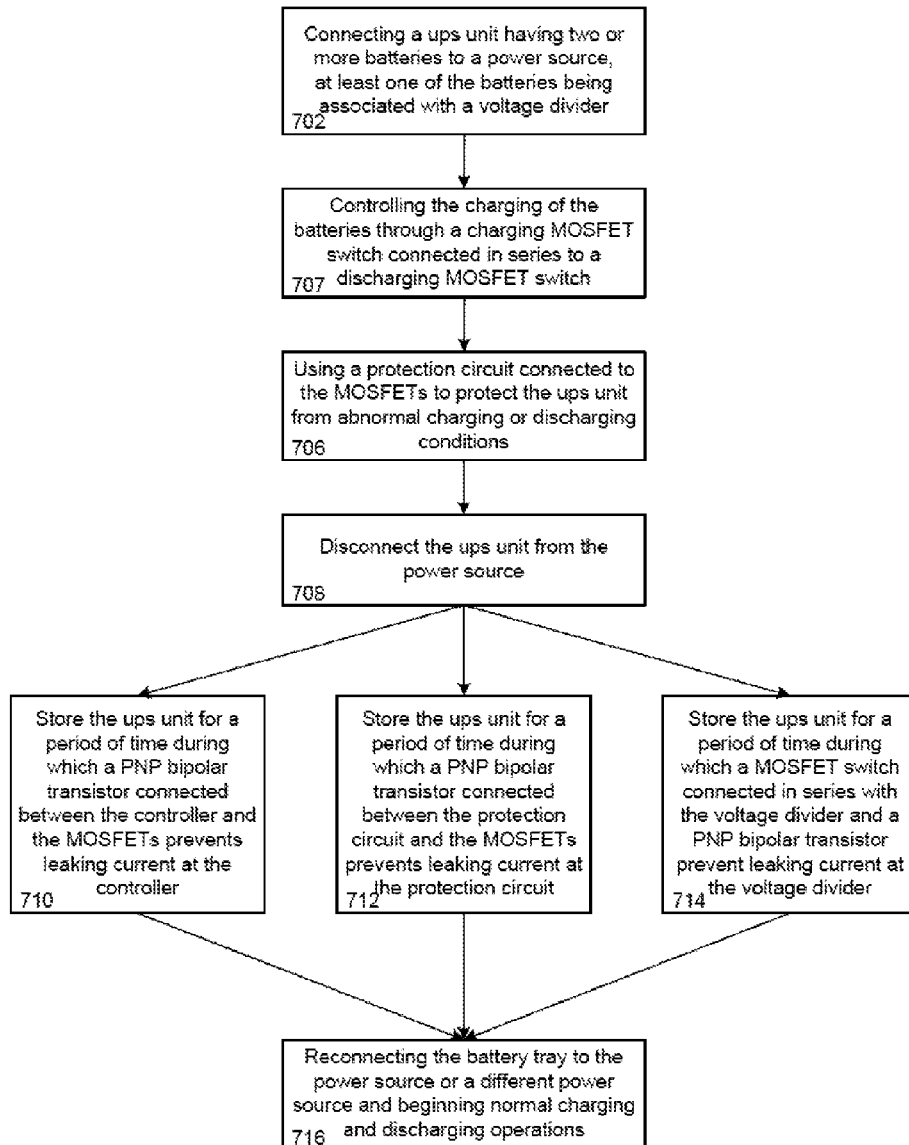 Connecting a ups unit having two or
more batteries to a power source,
at least one of the batteries being
associated with a voltage divider
702
Controlling the charging of the
batteries through a charging MOSFET
switch connected in series to a
discharging MOSFET switch
707
Using a protection circuit connected to
the MOSFETs to protect the ups unit
from abnormal charging or discharging
conditions
706
Disconnect the ups unit from the
power source
708
Store the ups unit for a
period of time during
which a PNP bipolar
transistor connected
between the controller and
the MOSFETs prevents
leaking current at the
controller
710
Store the ups unit for a
period of time during
which a PNP bipolar
transistor connected
between the protection
circuit and the MOSFETs
prevents leaking current at
the protection circuit
712
Store the ups unit for a
period of time during
which a MOSFET switch
connected in series with
the voltage divider and a
PNP bipolar transistor
prevent leaking current at
the voltage divider
714
Reconnecting the battery tray to the
power source or a different power
source and beginning normal charging
and discharging operations
716